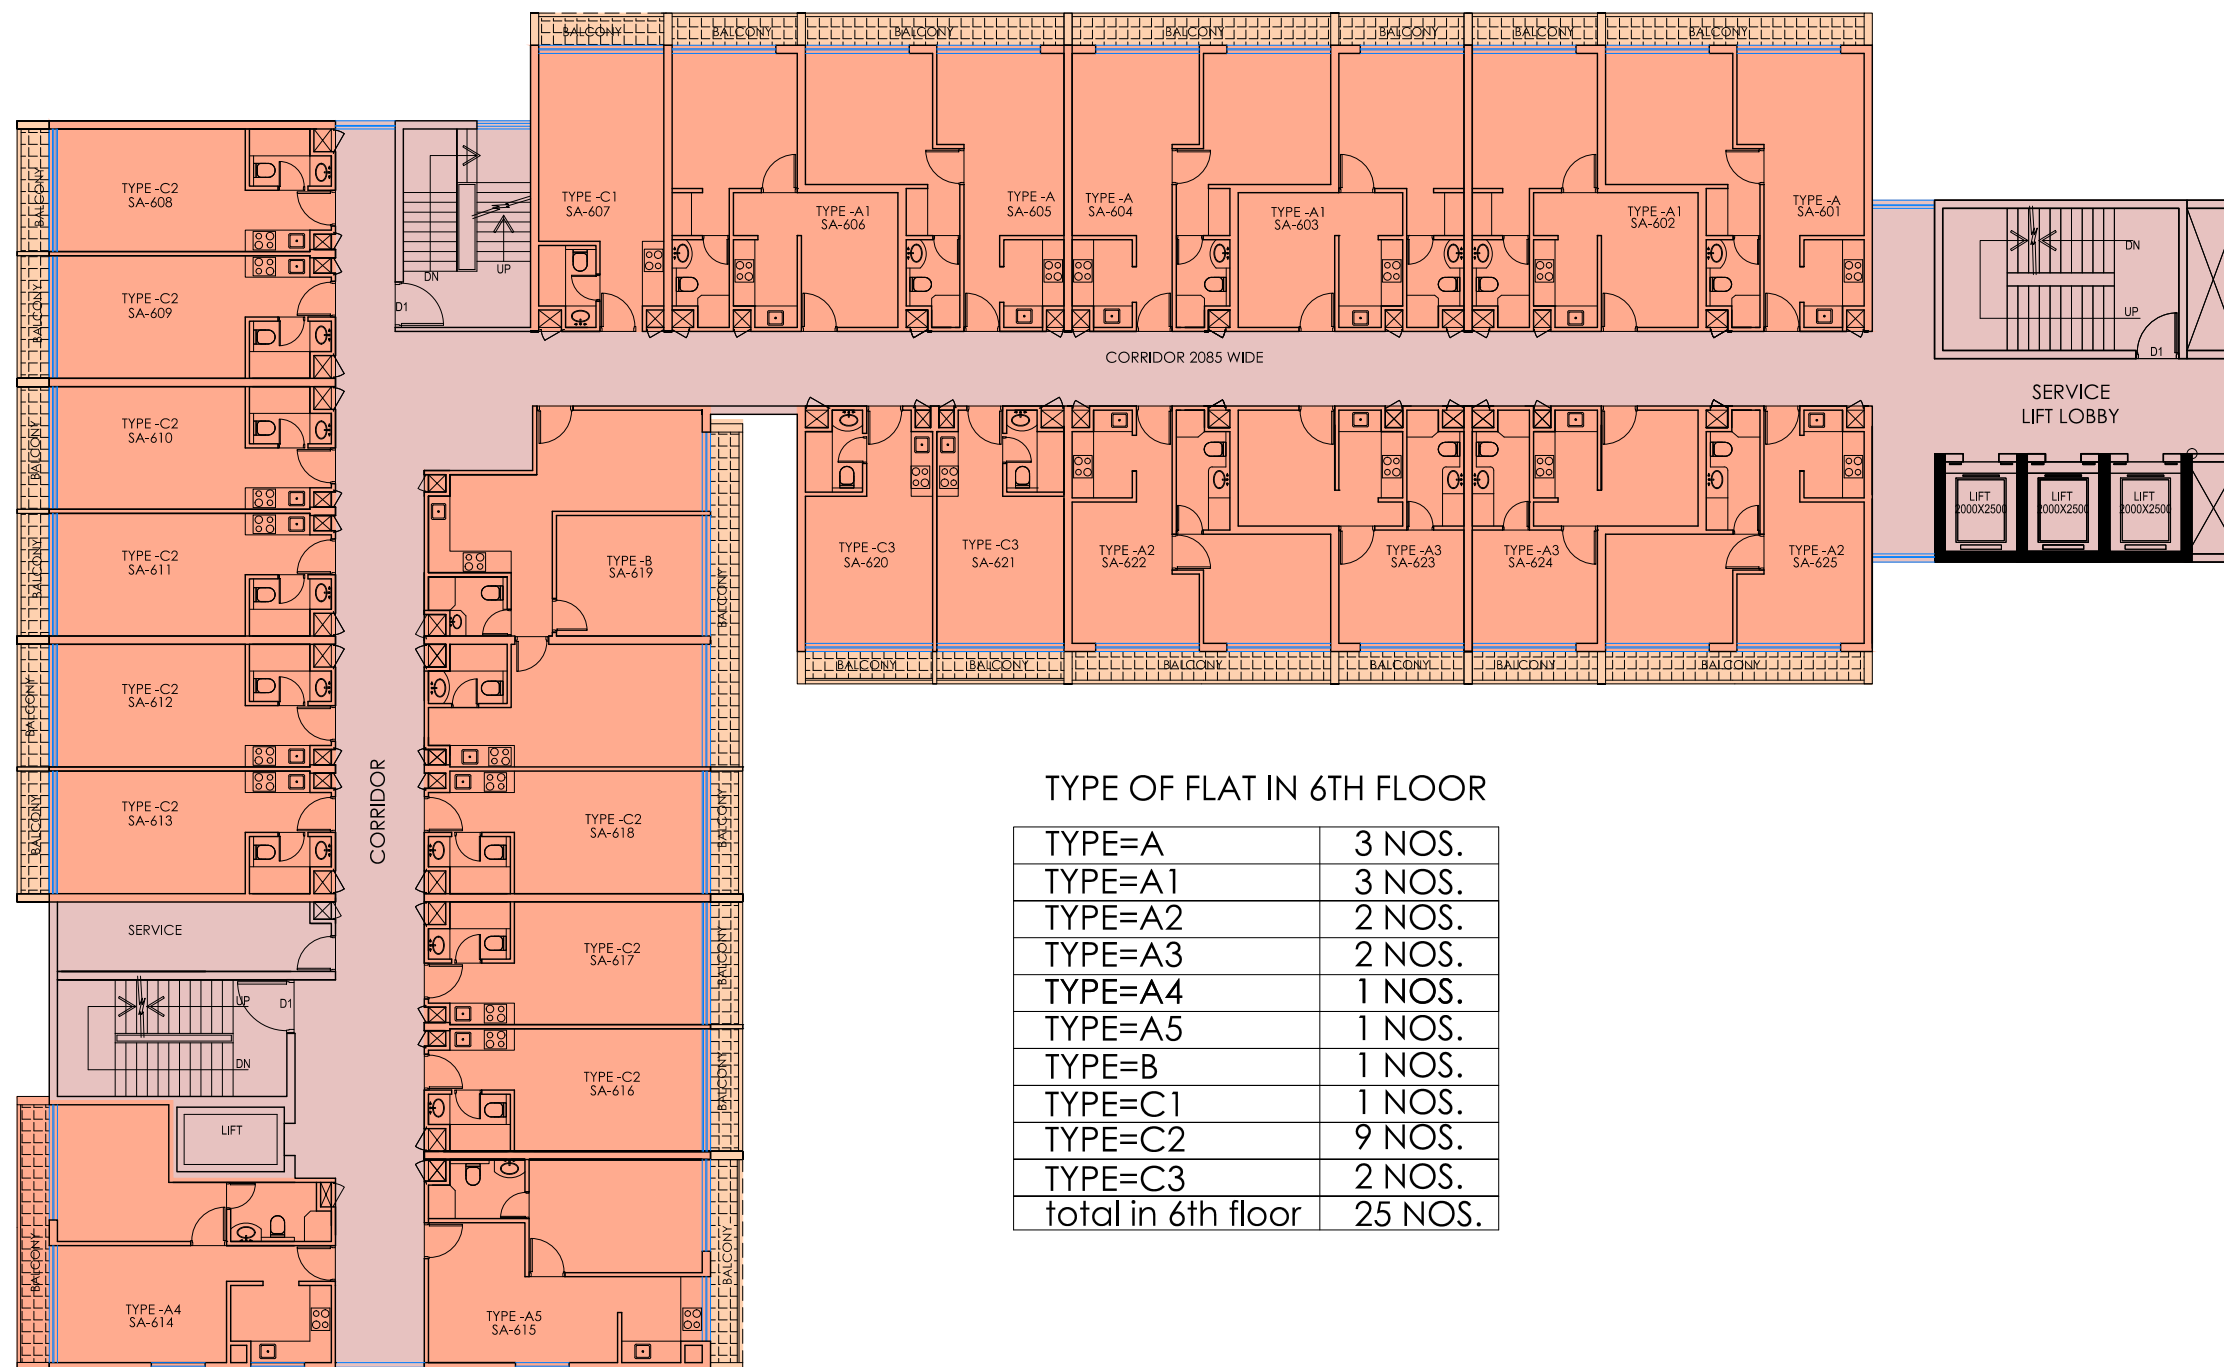 BALCONY
BALCONY
BALCONY
BALCONY
BALCONY
BALCONY
BALCONY
TYPE -C1
SA-607
TYPE -A1
SA-606
TYPE -A
SA-605
TYPE -A
SA-604
TYPE -A1
SA-603
TYPE -A1
SA-602
TYPE -A
SA-601
DN
UP
D1
DN
UP
D1
CORRIDOR 2085 WIDE
SERVICE
LIFT LOBBY
LIFT
2000X2500
LIFT
2000X2500
LIFT
2000X2500
BALCONY
TYPE -C2
SA-608
BALCONY
TYPE -C2
SA-609
BALCONY
TYPE -C2
SA-610
BALCONY
TYPE -C2
SA-611
BALCONY
TYPE -C2
SA-612
BALCONY
TYPE -C2
SA-613
CORRIDOR
TYPE -B
SA-619
BALCONY
TYPE -C3
SA-620
TYPE -C3
SA-621
TYPE -A2
SA-622
TYPE -A3
SA-623
TYPE -A3
SA-624
TYPE -A2
SA-625
BALCONY
BALCONY
BALCONY
BALCONY
BALCONY
BALCONY
TYPE -C2
SA-618
BALCONY
TYPE -C2
SA-617
BALCONY
TYPE -C2
SA-616
BALCONY
SERVICE
UP
D1
DN
LIFT
BALCONY
TYPE -A4
SA-614
TYPE -A5
SA-615
BALCONY
TYPE OF FLAT IN 6TH FLOOR
TYPE=A 3 NOS.
TYPE=A1 3 NOS.
TYPE=A2 2 NOS.
TYPE=A3 2 NOS.
TYPE=A4 1 NOS.
TYPE=A5 1 NOS.
TYPE=B 1 NOS.
TYPE=C1 1 NOS.
TYPE=C2 9 NOS.
TYPE=C3 2 NOS.
total in 6th floor 25 NOS.